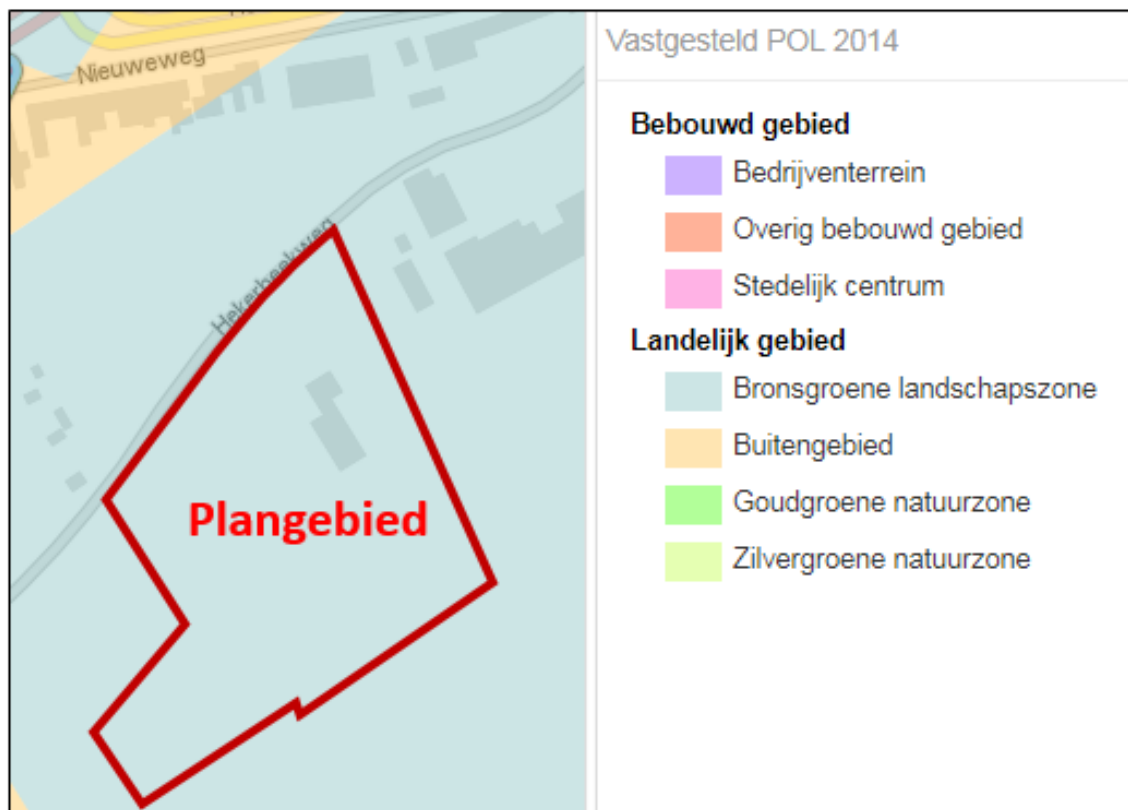 Nieuweweg
Hekerbeekweg
Plangebied
Vastgesteld POL 2014
Bebouwd gebied
Bedrijventerrein
Overig bebouwd gebied
Stedelijk centrum
Landelijk gebied
Bronsgroene landschapszone
Buitengebied
Goudgroene natuurzone
Zilvergroene natuurzone